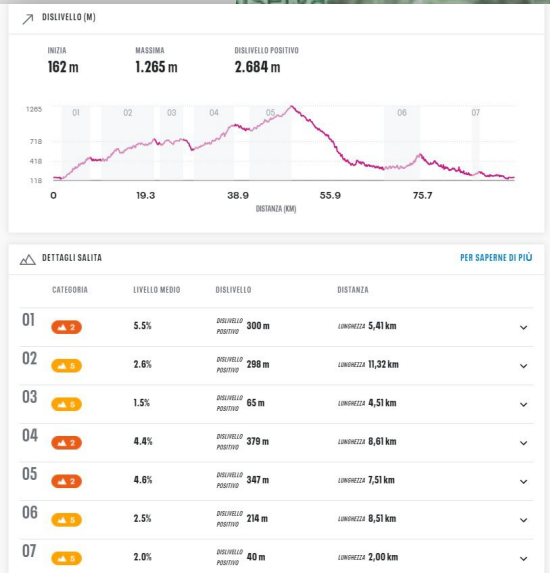 DISLIVELLO (M)
INIZIA MASSIMA DISLIVELLO POSITIVO
162 m 1.265 m 2.684 m
1265
718
418
118
01 02 03 04 05 06 07
0 19.3 38.9 55.9 75.7
DISTANZA (KM)
DETTAGLI SALITA PER SAPERNE DI PIÙ
CATEGORIA LIVELLO MEDIO DISLIVELLO DISTANZA
01 2 5.5% DISLIVELLO POSITIVO 300 m LUNGHEZZA 5,41 km
02 5 2.6% DISLIVELLO POSITIVO 298 m LUNGHEZZA 11,32 km
03 5 1.5% DISLIVELLO POSITIVO 65 m LUNGHEZZA 4,51 km
04 2 4.4% DISLIVELLO POSITIVO 379 m LUNGHEZZA 8,61 km
05 2 4.6% DISLIVELLO POSITIVO 347 m LUNGHEZZA 7,51 km
06 5 2.5% DISLIVELLO POSITIVO 214 m LUNGHEZZA 8,51 km
07 5 2.0% DISLIVELLO POSITIVO 40 m LUNGHEZZA 2,00 km